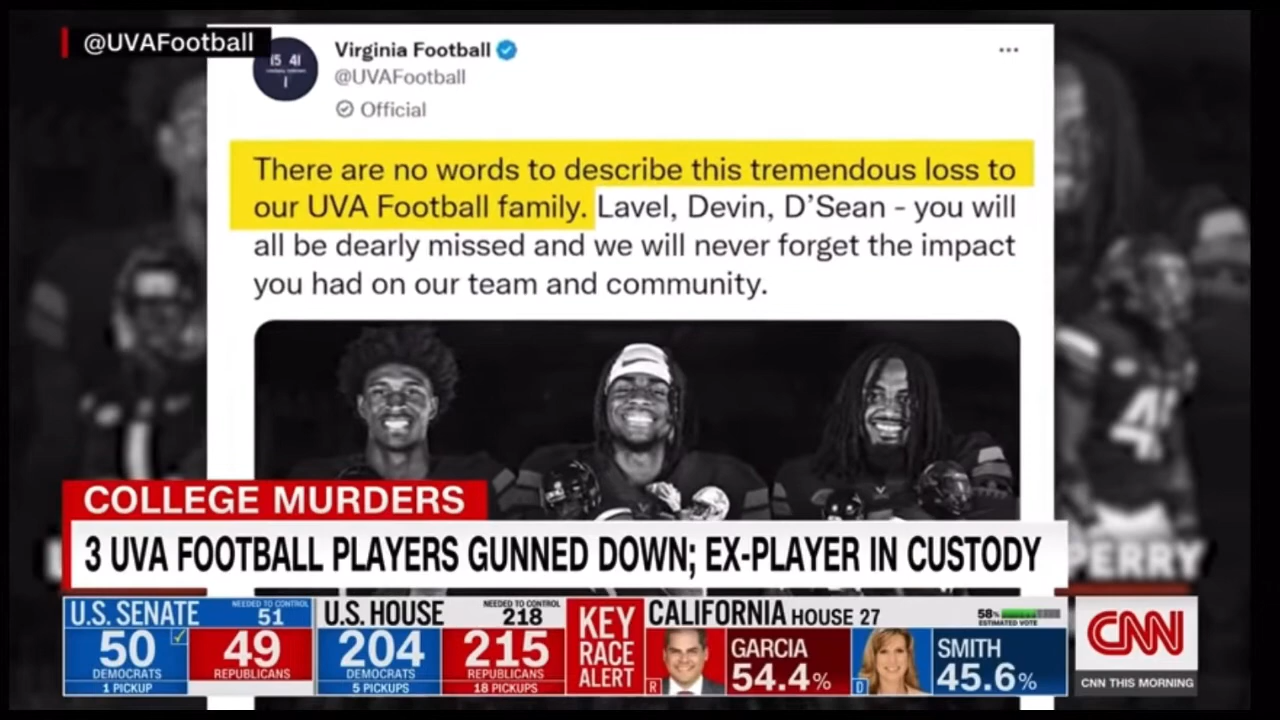 @UVAFootball
15 41
1
Virginia Football
@UVAFootball
Official
There are no words to describe this tremendous loss to
our UVA Football family. Lavel, Devin, D’Sean - you will
all be dearly missed and we will never forget the impact
you had on our team and community.
1
41
PERRY
COLLEGE MURDERS
3 UVA FOOTBALL PLAYERS GUNNED DOWN; EX-PLAYER IN CUSTODY
U.S. SENATE NEEDED TO CONTROL 51
50 DEMOCRATS 1 PICKUP
49 REPUBLICANS
U.S. HOUSE NEEDED TO CONTROL 218
204 DEMOCRATS 5 PICKUPS
215 REPUBLICANS 18 PICKUPS
KEY
RACE
ALERT
CALIFORNIA HOUSE 27
58% ESTIMATED VOTE
R GARCIA 54.4%
D SMITH 45.6%
CNN
CNN THIS MORNING